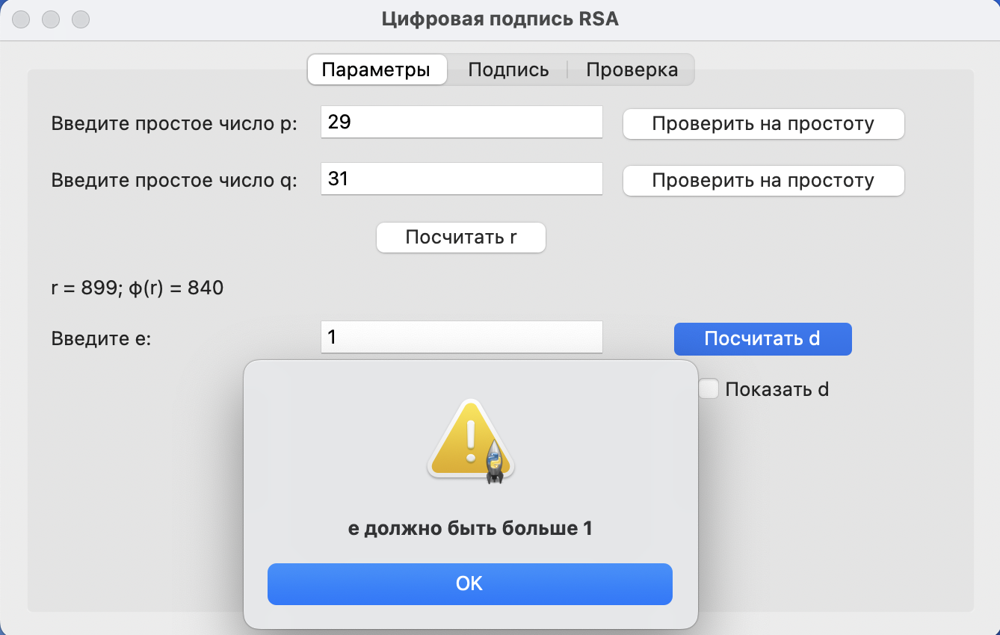 Цифровая подпись RSA
Параметры Подпись Проверка
Введите простое число p: 29 Проверить на простоту
Введите простое число q: 31 Проверить на простоту
Посчитать r
r = 899; ф(r) = 840
Введите e: 1 Посчитать d
Показать d
e должно быть больше 1
OK